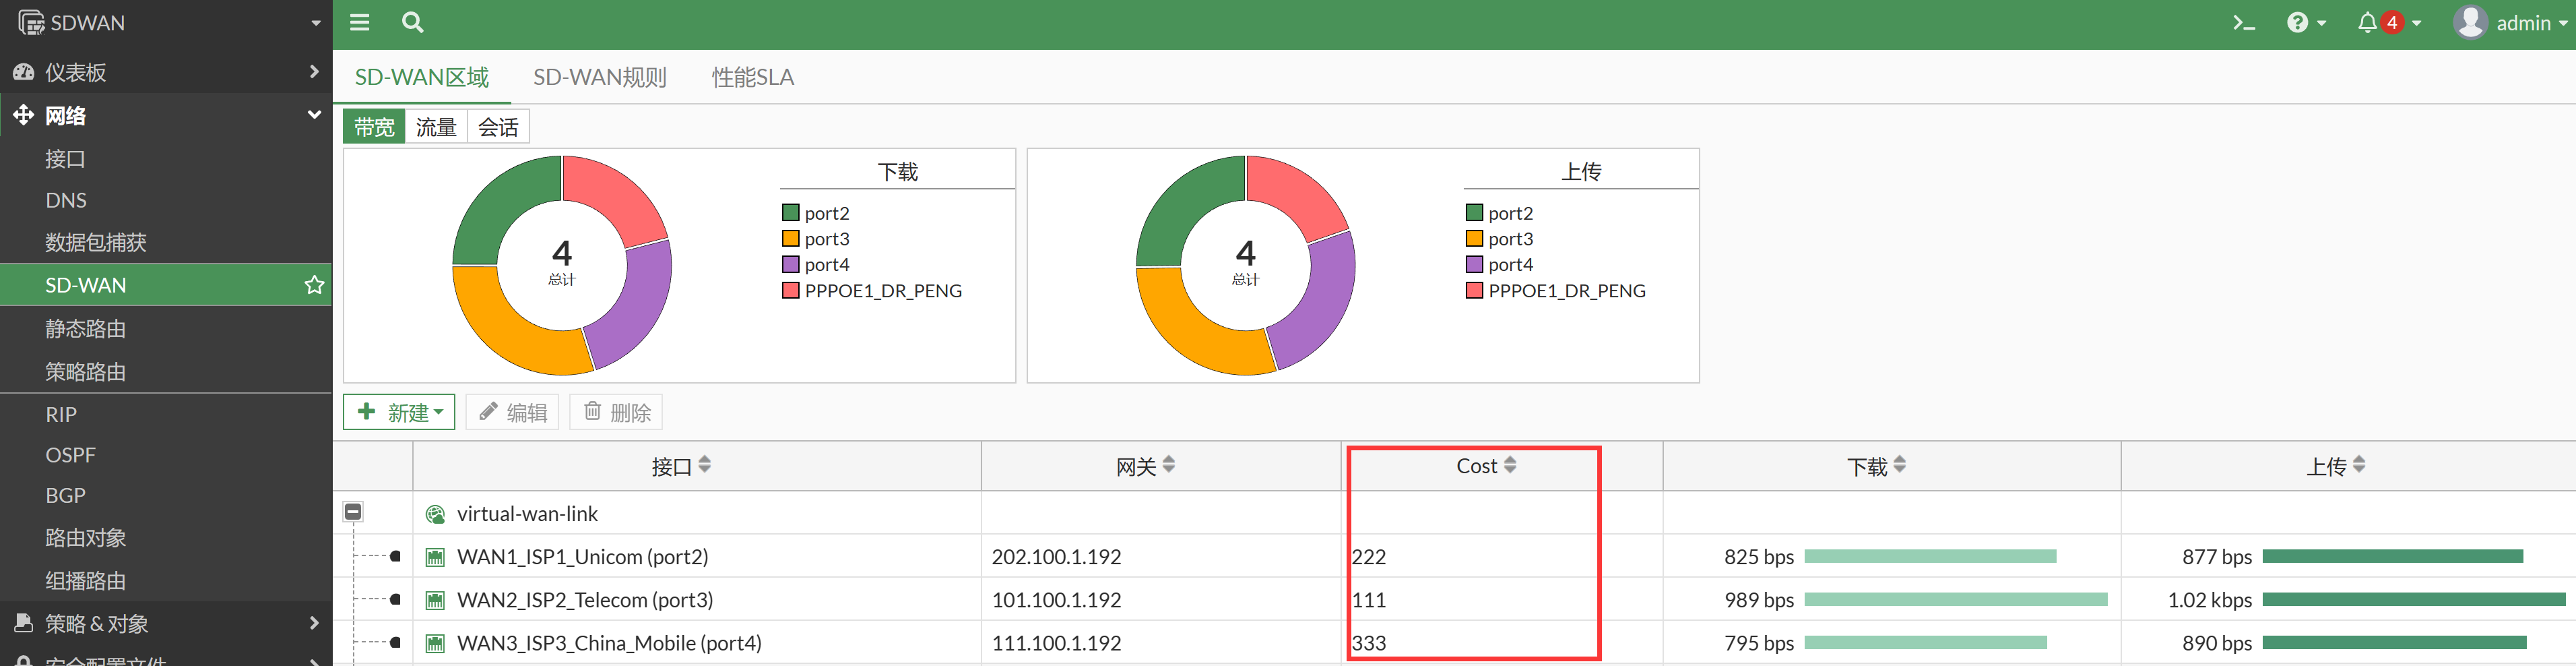 SDWAN
4
admin
仪表板
网络
接口
DNS
数据包捕获
SD-WAN
静态路由
策略路由
RIP
OSPF
BGP
路由对象
组播路由
策略 & 对象
安全配置文件
SD-WAN区域 SD-WAN规则 性能SLA
带宽 流量 会话
4
总计
下载
port2
port3
port4
PPPOE1_DR_PENG
4
总计
上传
port2
port3
port4
PPPOE1_DR_PENG
新建 编辑 删除
接口 网关 Cost 下载 上传
virtual-wan-link
WAN1_ISP1_Unicom (port2) 202.100.1.192 222 825 bps 877 bps
WAN2_ISP2_Telecom (port3) 101.100.1.192 111 989 bps 1.02 kbps
WAN3_ISP3_China_Mobile (port4) 111.100.1.192 333 795 bps 890 bps